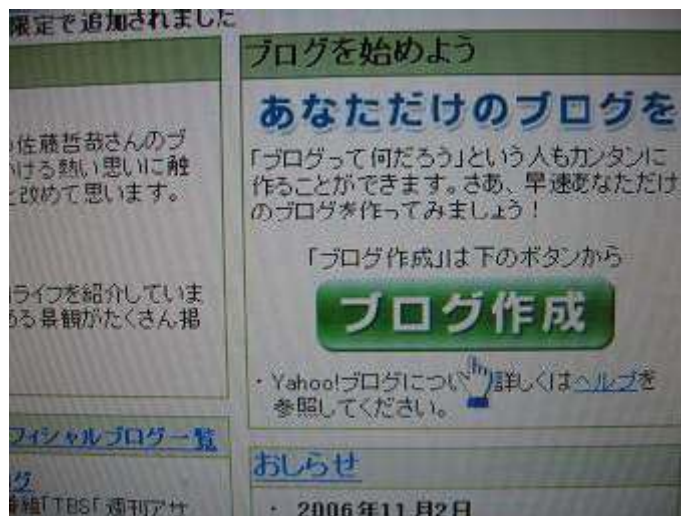 限定で追加されました
佐藤哲哉さんのブ
ける熱い思いに触
と改めて思います。
ライフを紹介していま
る景観がたくさん掲
フィシャルブログ一覧
グ
番組「TBS「週刊アサ
ブログを始めよう
あなただけのブログを
「ブログって何だろう」という人もカンタンに
作ることができます。さあ、早速あなただけ
のブログを作ってみましょう！
「ブログ作成」は下のボタンから
ブログ作成
・Yahoo!ブログについ 詳しくはヘルプを
参照してください。
おしらせ
・ 2006年11月2日